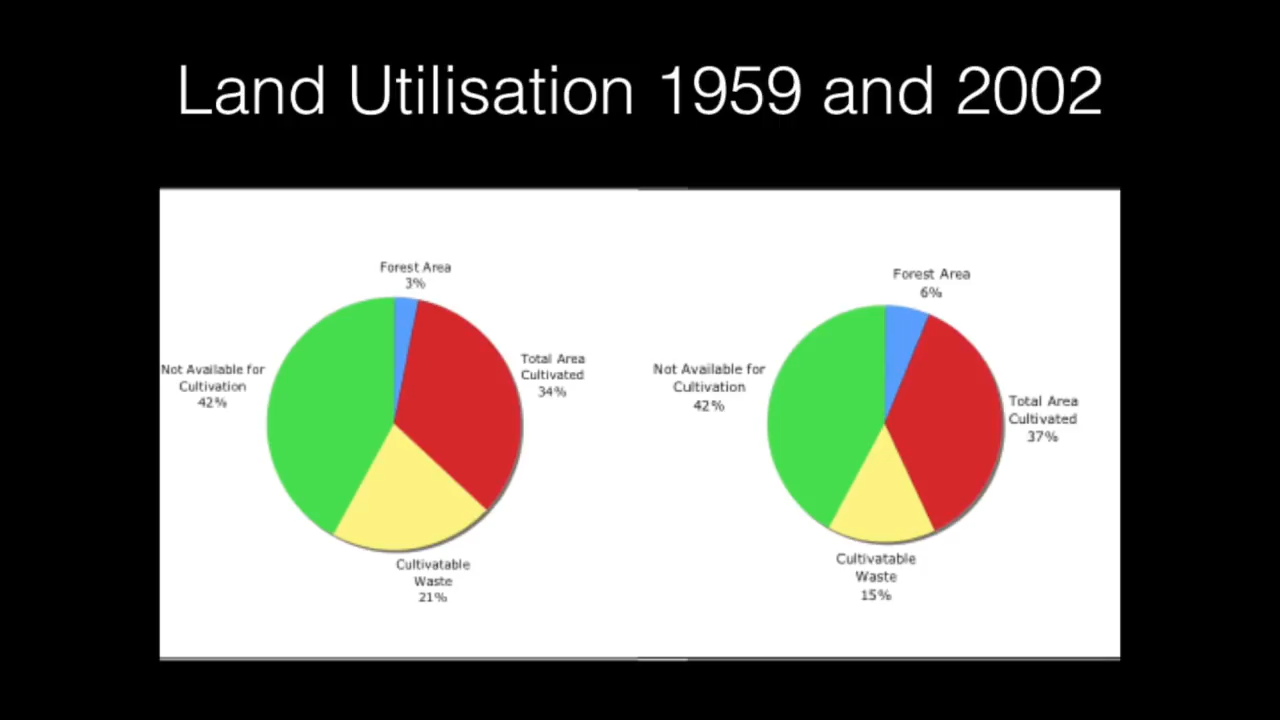 Land Utilisation 1959 and 2002
Forest Area
3%
Total Area
Cultivated
34%
Cultivatable
Waste
21%
Not Available for
Cultivation
42%
Forest Area
6%
Total Area
Cultivated
37%
Cultivatable
Waste
15%
Not Available for
Cultivation
42%